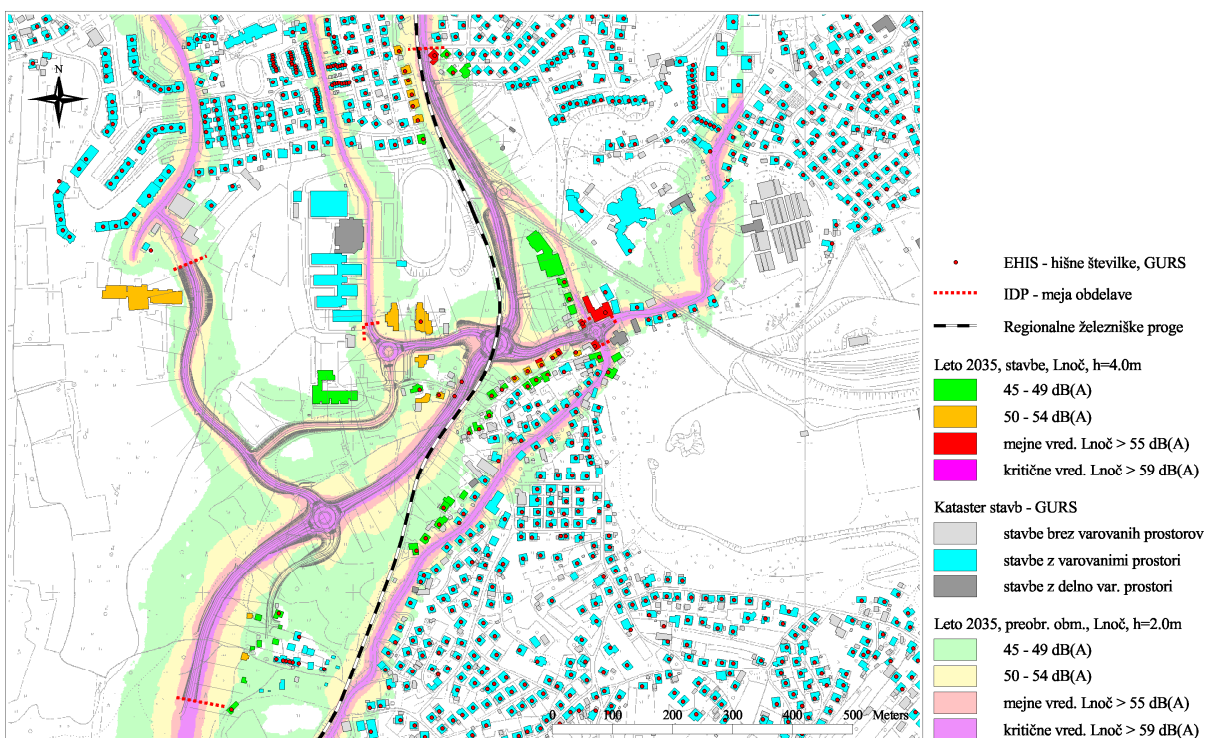 N
EHIS - hišne številke, GURS
IDP - meja obdelave
Regionalne železniške proge
Leto 2035, stavbe, Lnoč, h=4.0m
45 - 49 dB(A)
50 - 54 dB(A)
mejne vred. Lnoč > 55 dB(A)
kritične vred. Lnoč > 59 dB(A)
Kataster stavb - GURS
stavbe brez varovanih prostorov
stavbe z varovanimi prostori
stavbe z delno var. prostori
Leto 2035, preobr. obm., Lnoč, h=2.0m
45 - 49 dB(A)
50 - 54 dB(A)
mejne vred. Lnoč > 55 dB(A)
kritične vred. Lnoč > 59 dB(A)
0 100 200 300 400 500 Meters